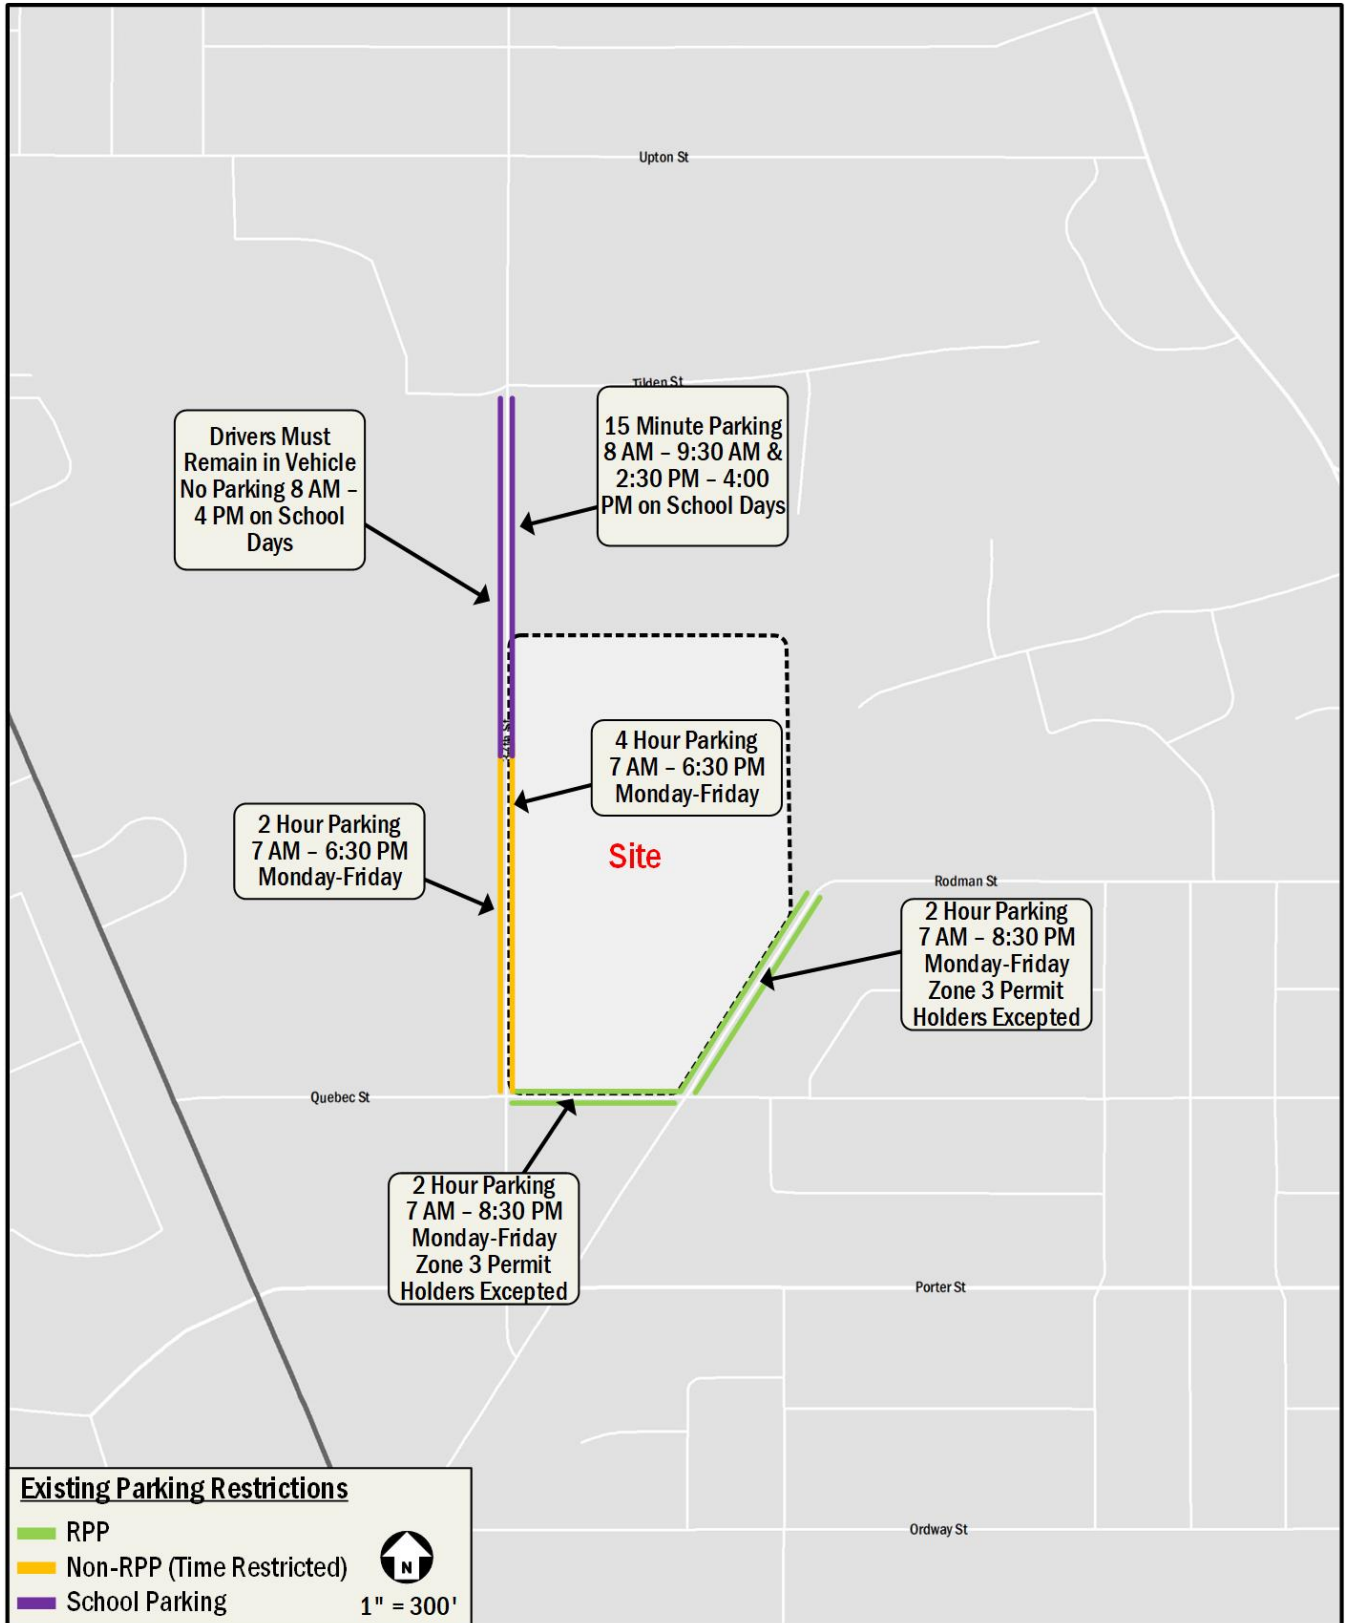 Upton St
Tilden St
Drivers Must
Remain in Vehicle
No Parking 8 AM –
4 PM on School
Days
15 Minute Parking
8 AM – 9:30 AM &
2:30 PM – 4:00
PM on School Days
37th St
4 Hour Parking
7 AM – 6:30 PM
Monday-Friday
2 Hour Parking
7 AM – 6:30 PM
Monday-Friday
Site
Rodman St
2 Hour Parking
7 AM – 8:30 PM
Monday-Friday
Zone 3 Permit
Holders Excepted
Quebec St
2 Hour Parking
7 AM – 8:30 PM
Monday-Friday
Zone 3 Permit
Holders Excepted
Porter St
Ordway St
Existing Parking Restrictions
RPP
Non-RPP (Time Restricted)
School Parking
N
1" = 300'